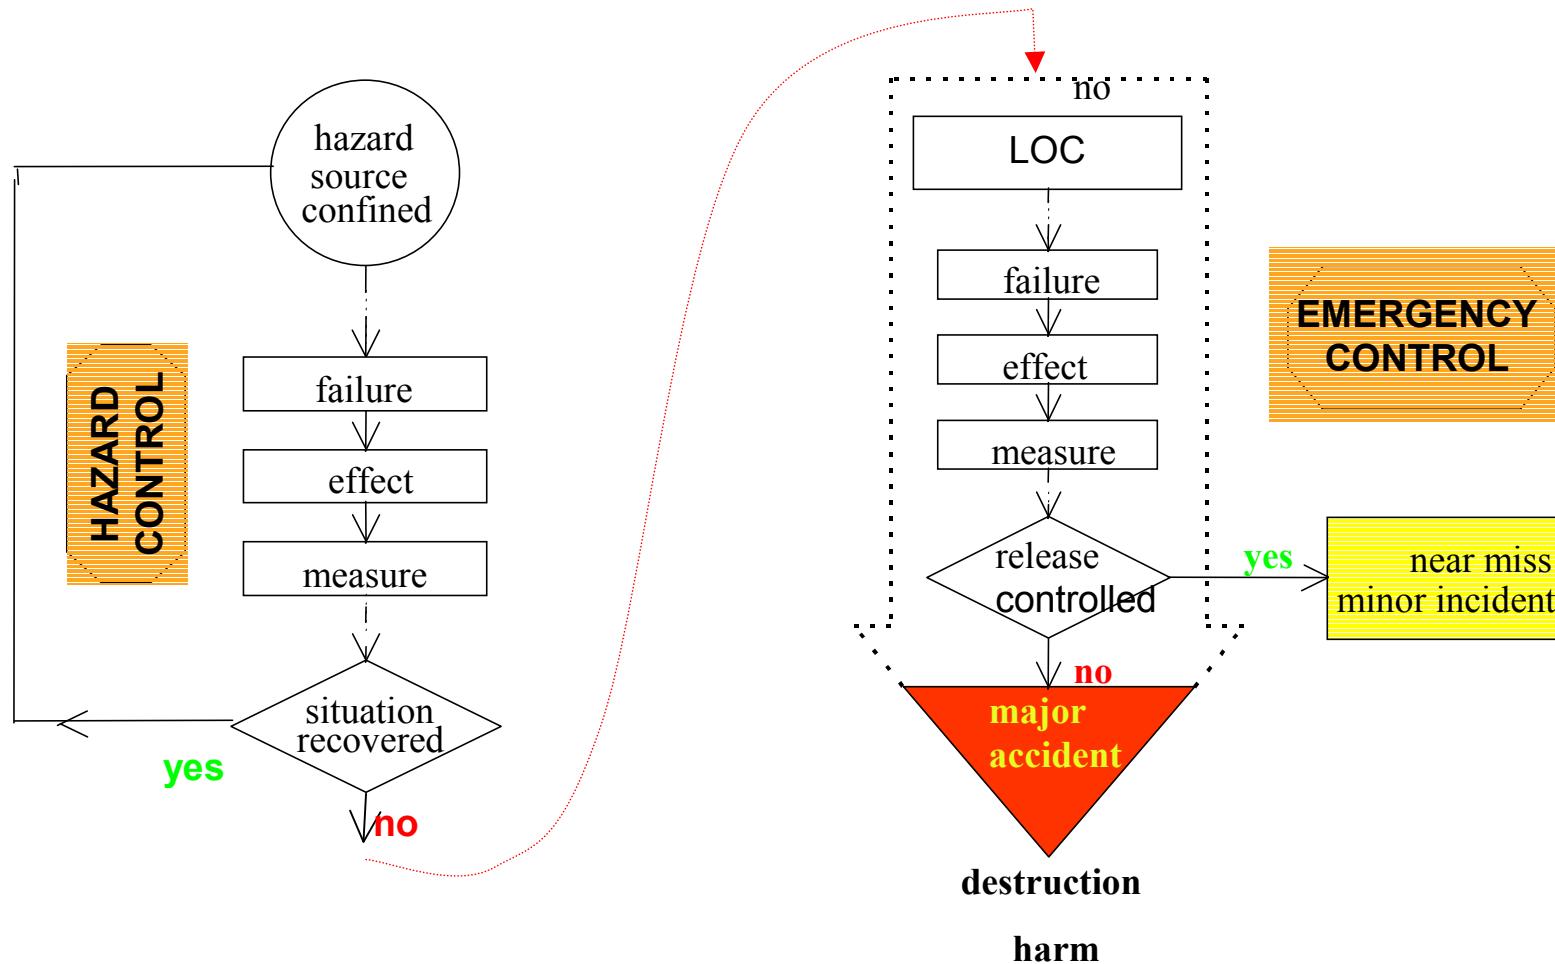 hazard
source
confined
HAZARD
CONTROL
failure
effect
measure
situation
recovered
yes
no
no
LOC
failure
effect
measure
release
controlled
yes
near miss
minor incident
no
major
accident
destruction
harm
EMERGENCY
CONTROL